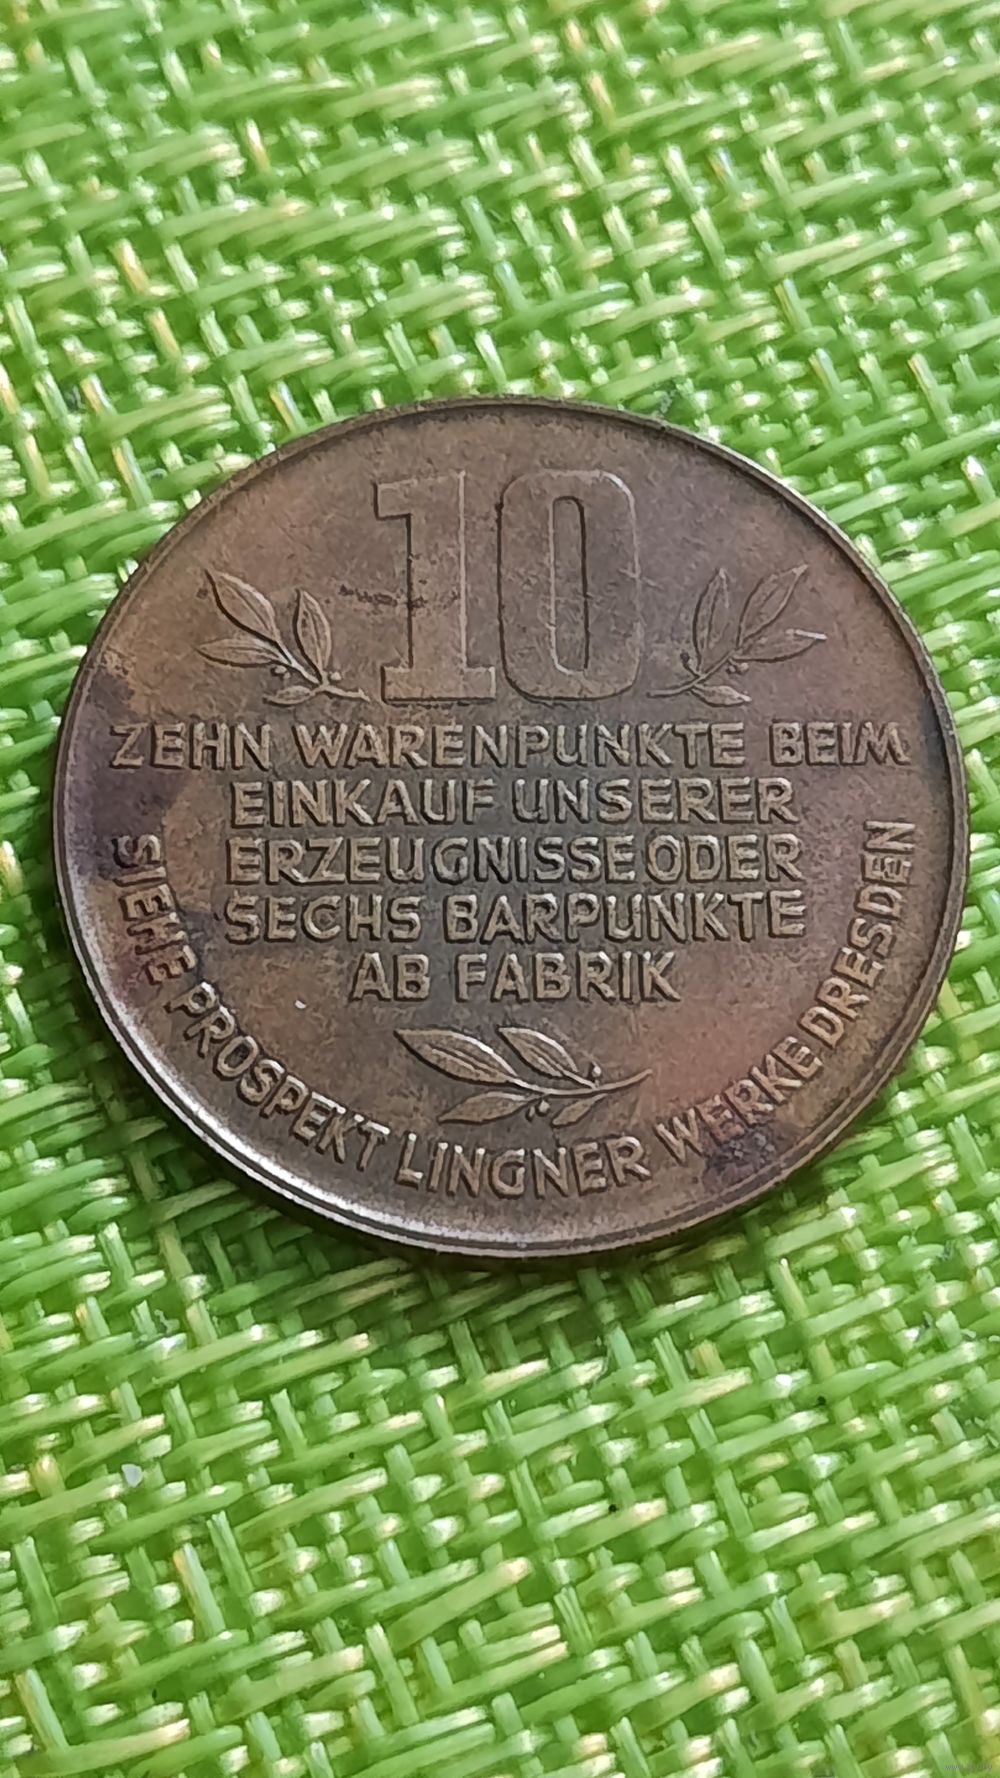 10
ZEHN WARENPUNKTE BEIM
EINKAUF UNSERER
ERZEUGNISSE ODER
SECHS BARPUNKTE
AB FABRIK
SIEHE PROSPEKT LINGNER WERKE DRESDEN